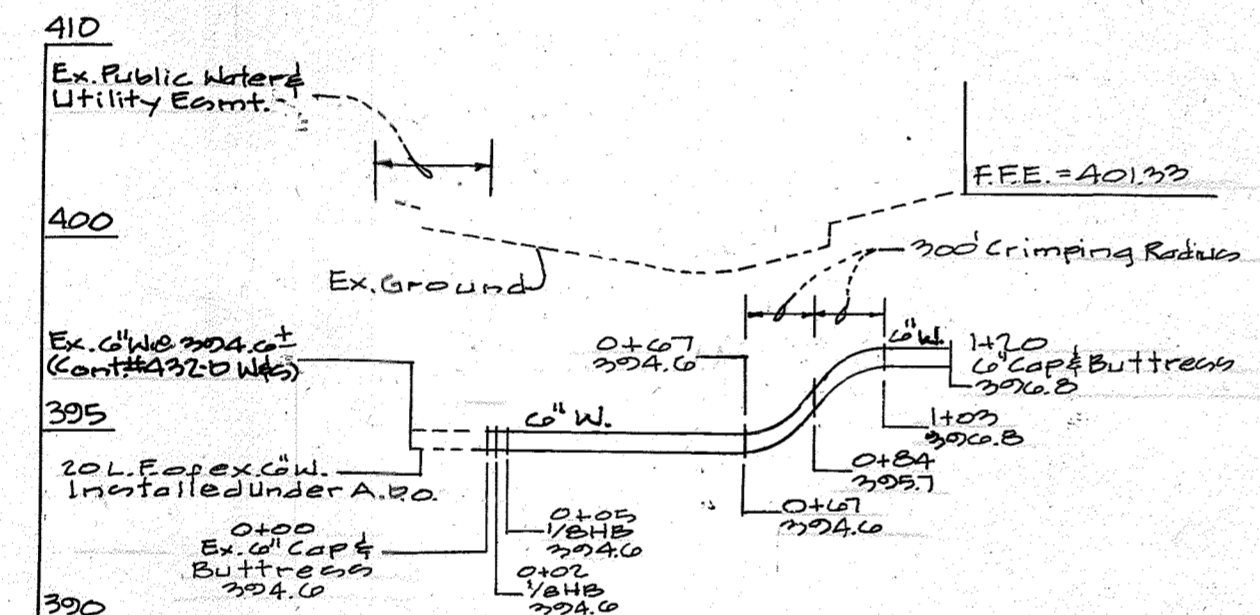 410
Ex. Public Water &
Utility Esmt.
F.F.E. = 401.33
400
300' Crimping Radius
Ex. Ground
Ex. 6" W @ 394.6±
(Cont. #432-D W&S)
0+67
394.6
6" W.
1+20
6" Cap & Buttress
396.8
395
6" W.
1+03
396.8
20 L.F. of ex. 6" W.
Installed under A.D.O.
0+84
395.7
0+67
394.6
0+05
1/8 HB
394.6
0+00
Ex. 6" Cap &
Buttress
394.6
0+02
1/8 HB
394.6
390